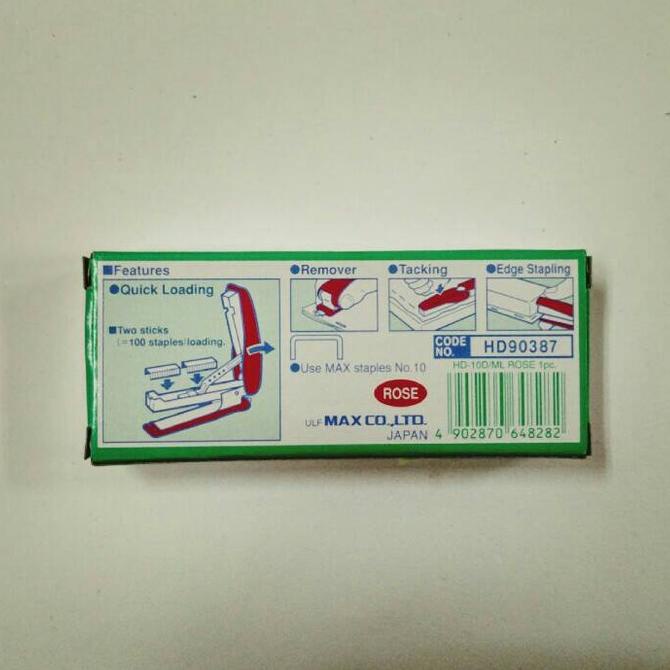 ■Features
●Quick Loading
■Two sticks
(=100 staples) loading.
●Remover
●Tacking
●Edge Stapling
●Use MAX staples No.10
CODE NO. HD90387
HD-10D/ML ROSE 1pc.
ROSE
ULF MAX CO.,LTD.
JAPAN
4 902870 648282